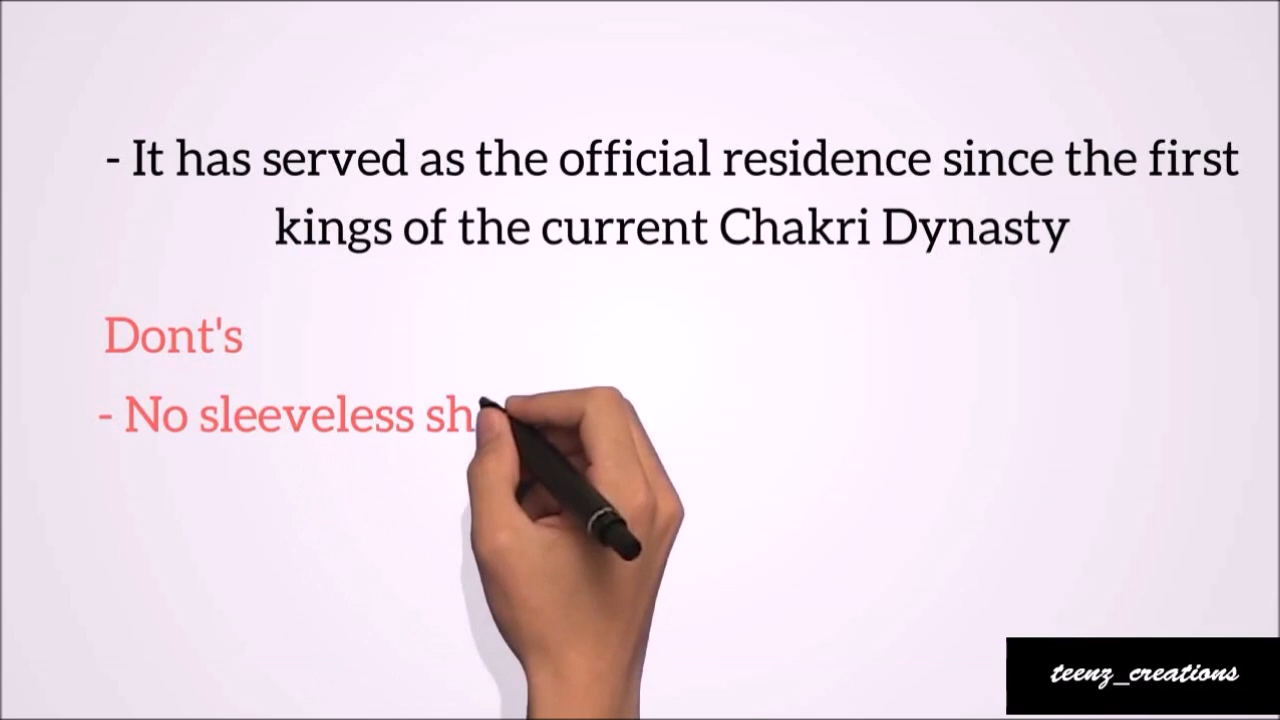 - It has served as the official residence since the first
kings of the current Chakri Dynasty
Dont's
- No sleeveless sh
teenz_creations